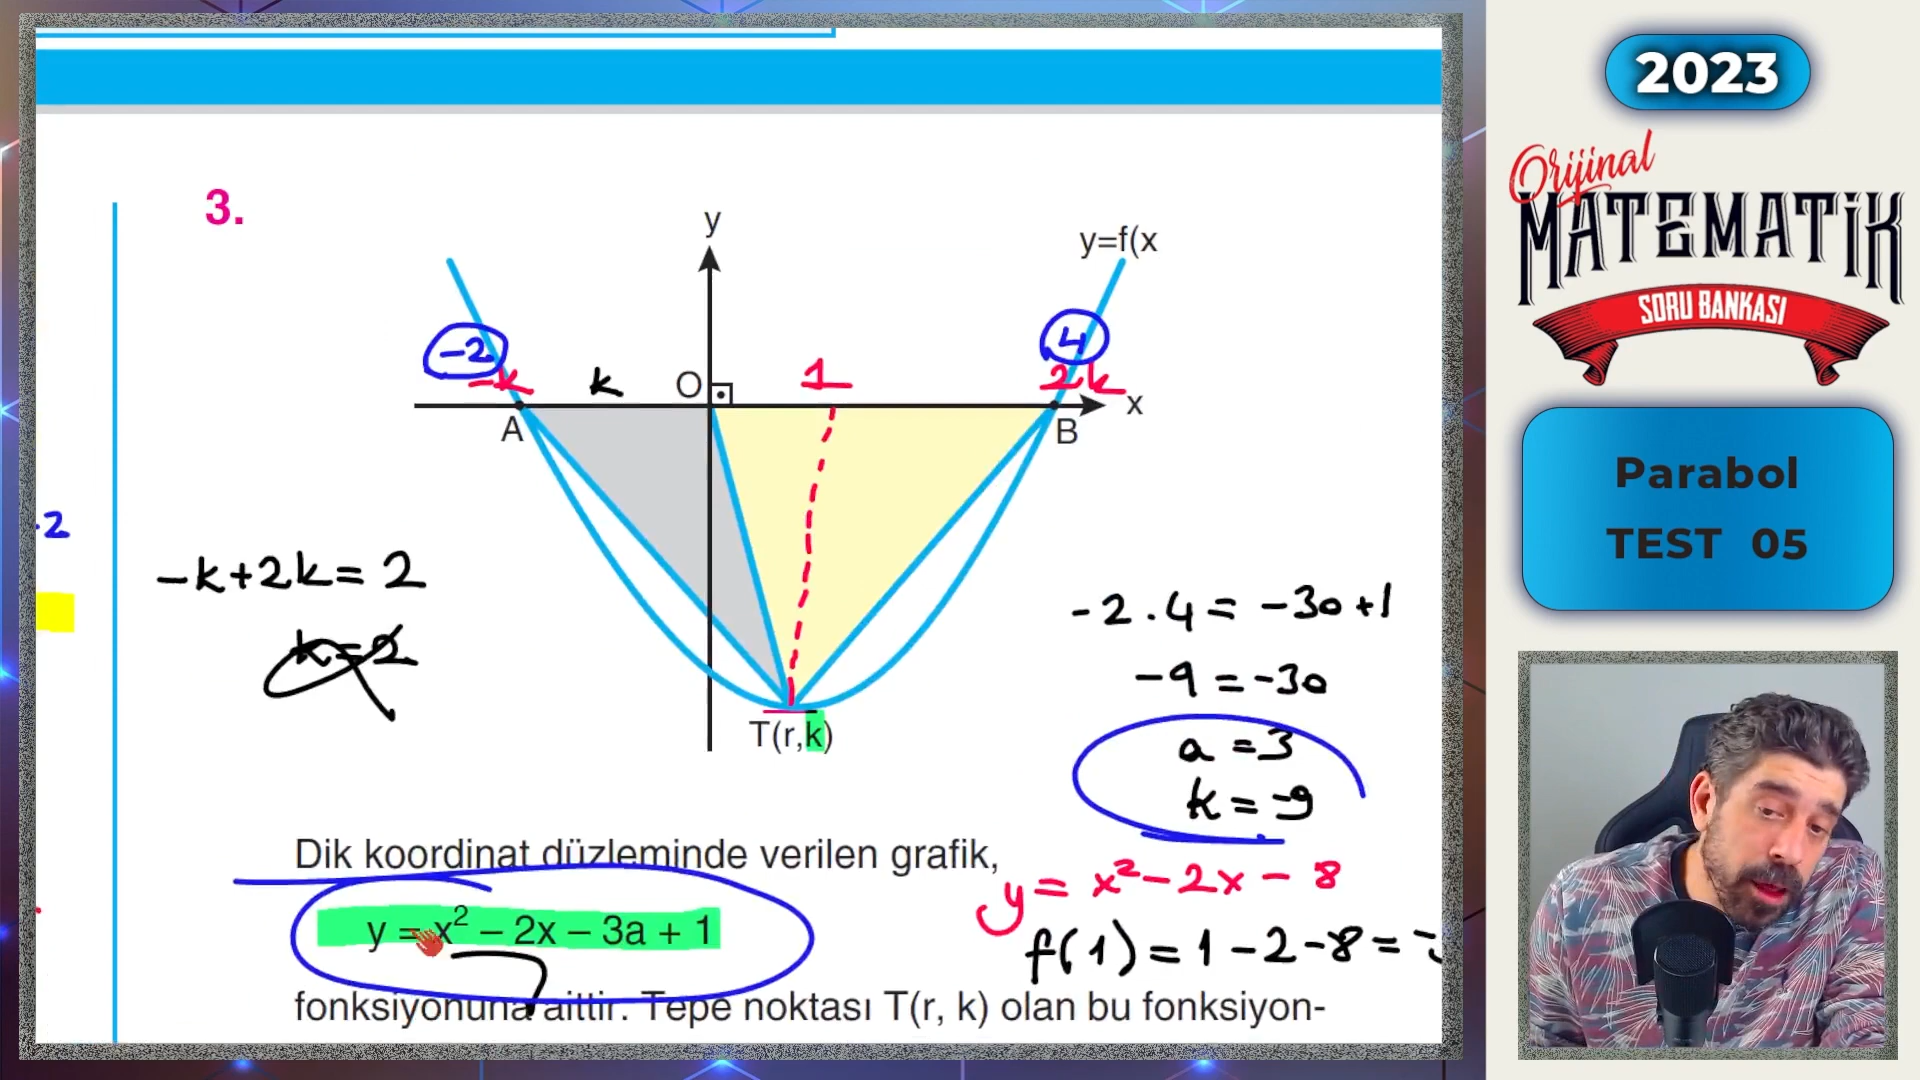 3.
y
y=f(x
-2
4
-k
k
O
1
2k
x
A
B
-2
-k+2k=2
k=2
-2.4=-3a+1
-9=-3a
a=3
k=-9
T(r,k)
Dik koordinat düzleminde verilen grafik,
y = x² – 2x – 3a + 1
fonksiyonuna aittir. Tepe noktası T(r, k) olan bu fonksiyon-
y = x²-2x-8
f(1)=1-2-8=-
2023
Orijinal
MATEMATİK
SORU BANKASI
Parabol
TEST 05